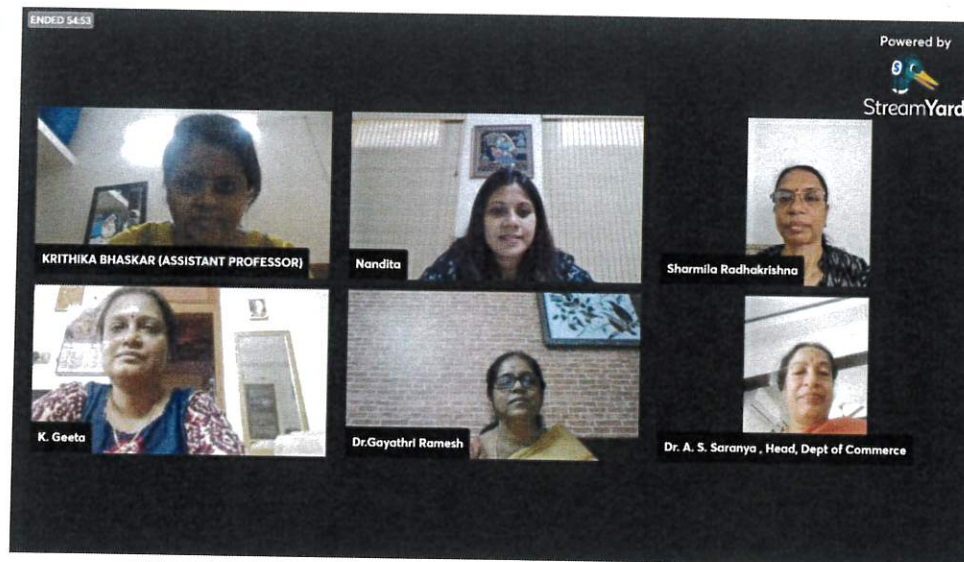 ENDED 54:53
Powered by
StreamYard
KRITHIKA BHASKAR (ASSISTANT PROFESSOR)
Nandita
Sharmila Radhakrishna
K. Geeta
Dr.Gayathri Ramesh
Dr. A. S. Saranya , Head, Dept of Commerce